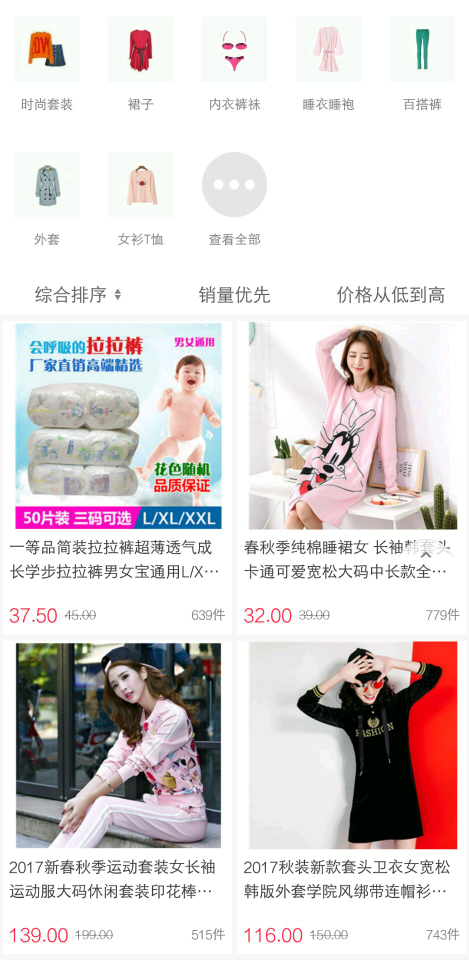 时尚套装
裙子
内衣裤袜
睡衣睡袍
百搭裤
外套
女衫T恤
查看全部
综合排序
销量优先
价格从低到高
会呼吸的拉拉裤
男女通用
厂家直销高端精选
花色随机
品质保证
50片装 三码可选 L/XL/XXL
一等品简装拉拉裤超薄透气成
长学步拉拉裤男女宝通用L/X…
37.50 45.00 639件
春秋季纯棉睡裙女 长袖韩套头
卡通可爱宽松大码中长款全…
32.00 39.00 779件
2017新春秋季运动套装女长袖
运动服大码休闲套装印花棒…
139.00 199.00 515件
FASHION
2017秋装新款套头卫衣女宽松
韩版外套学院风绑带连帽衫…
116.00 150.00 743件